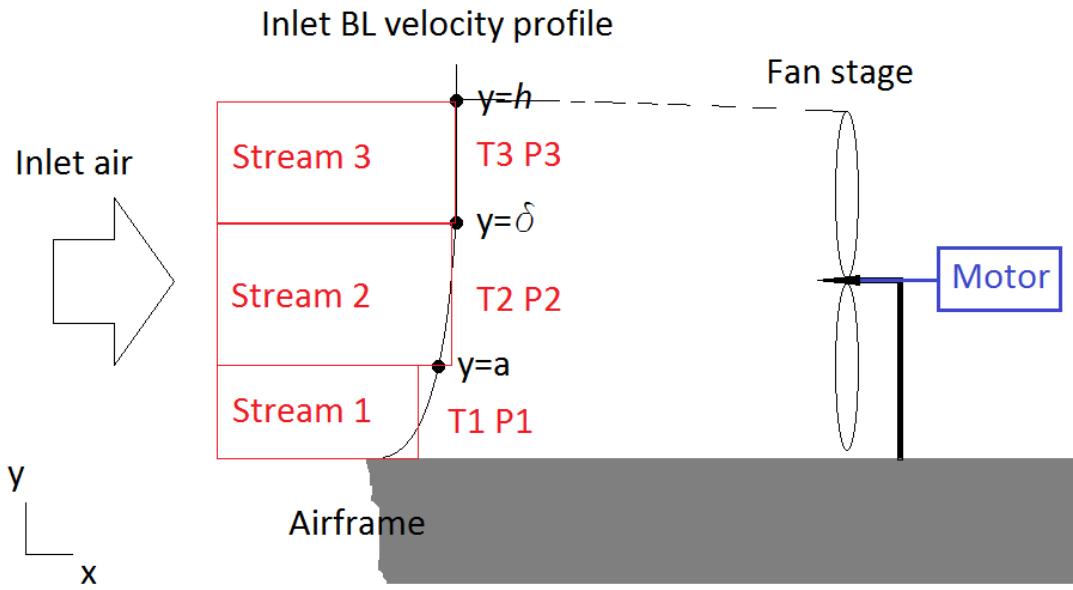 Inlet BL velocity profile
Fan stage
y=h
Stream 3
T3 P3
Inlet air
y=δ
Stream 2
T2 P2
Motor
y=a
Stream 1
T1 P1
y
Airframe
x